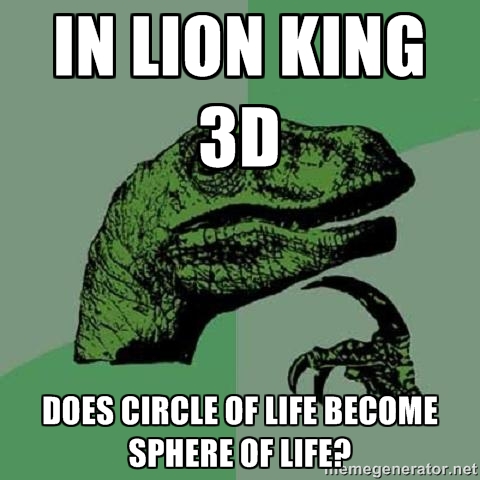 IN LION KING
3D
DOES CIRCLE OF LIFE BECOME
SPHERE OF LIFE?
memegenerator.net